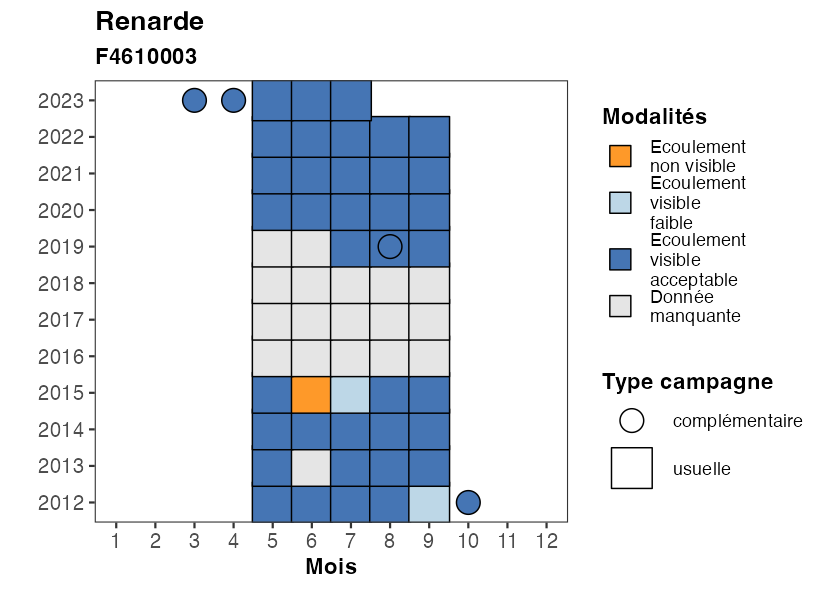 Renarde
F4610003
2023
2022
2021
2020
2019
2018
2017
2016
2015
2014
2013
2012
1 2 3 4 5 6 7 8 9 10 11 12
Mois
Modalités
Ecoulement
non visible
Ecoulement
visible
faible
Ecoulement
visible
acceptable
Donnée
manquante
Type campagne
complémentaire
usuelle